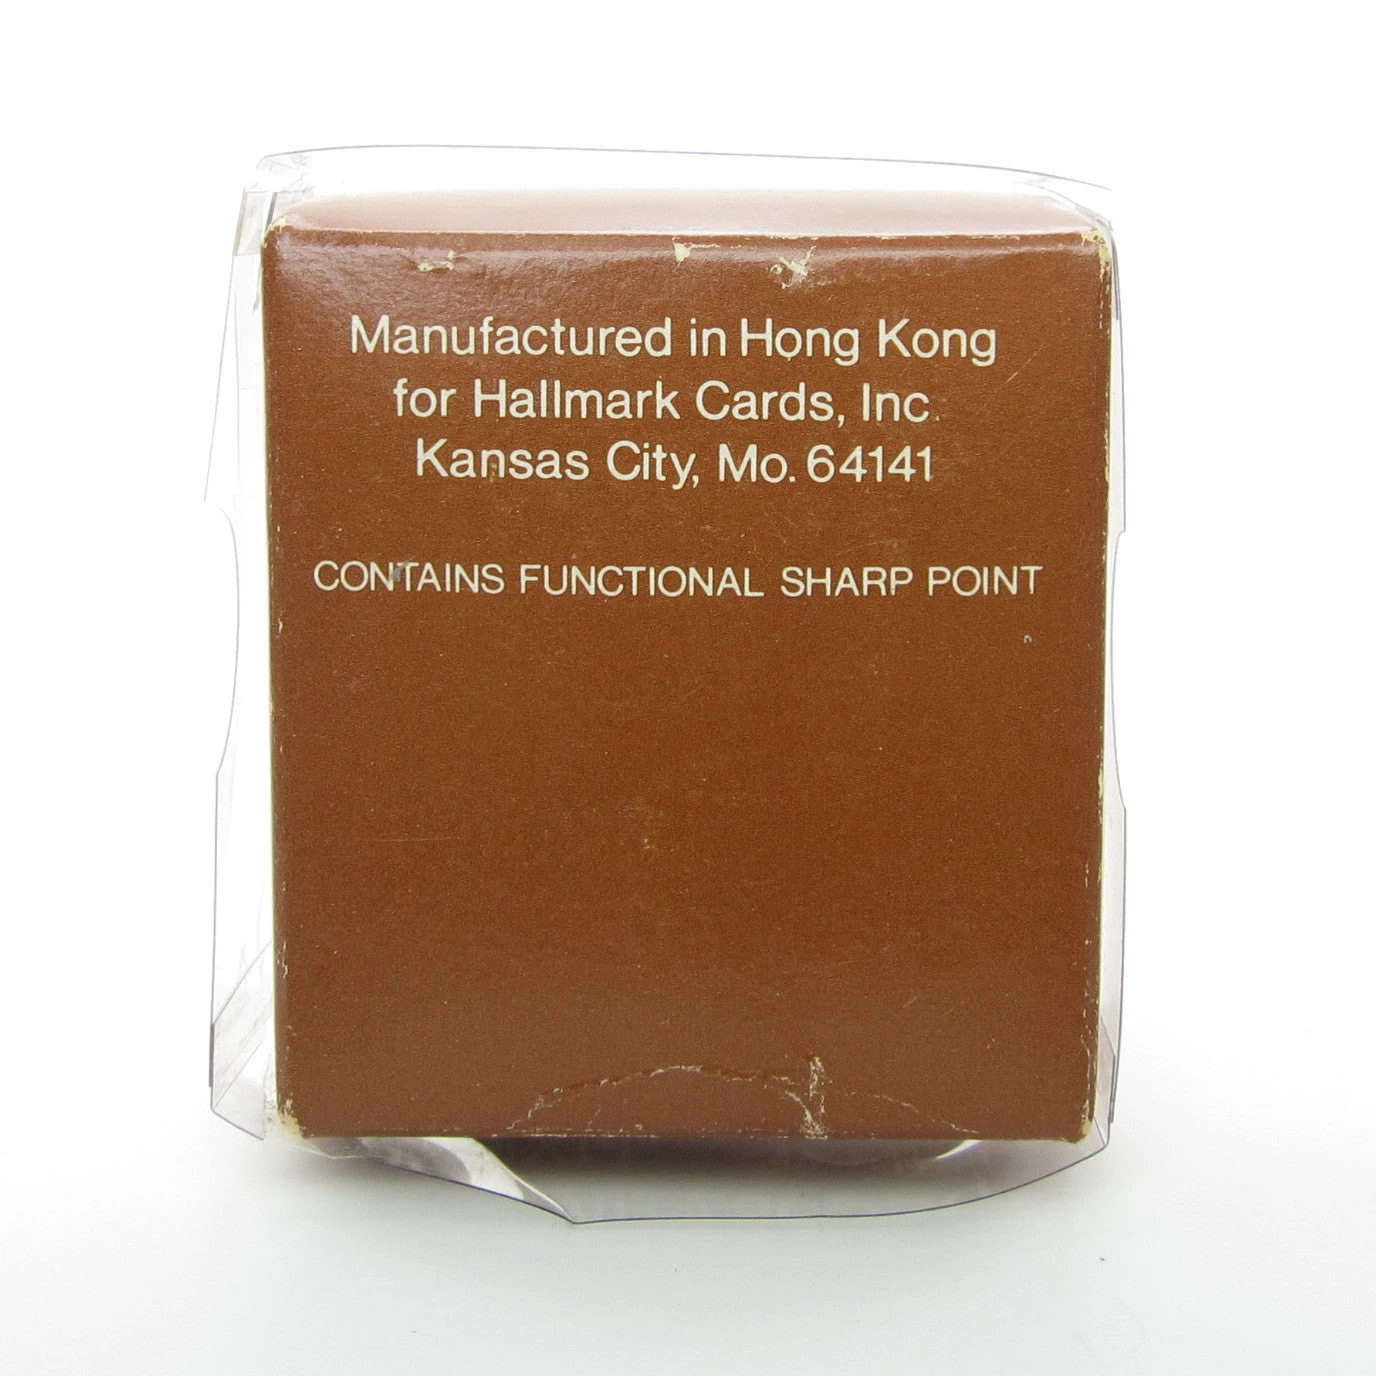 Manufactured in Hong Kong
for Hallmark Cards, Inc.
Kansas City, Mo. 64141
CONTAINS FUNCTIONAL SHARP POINT